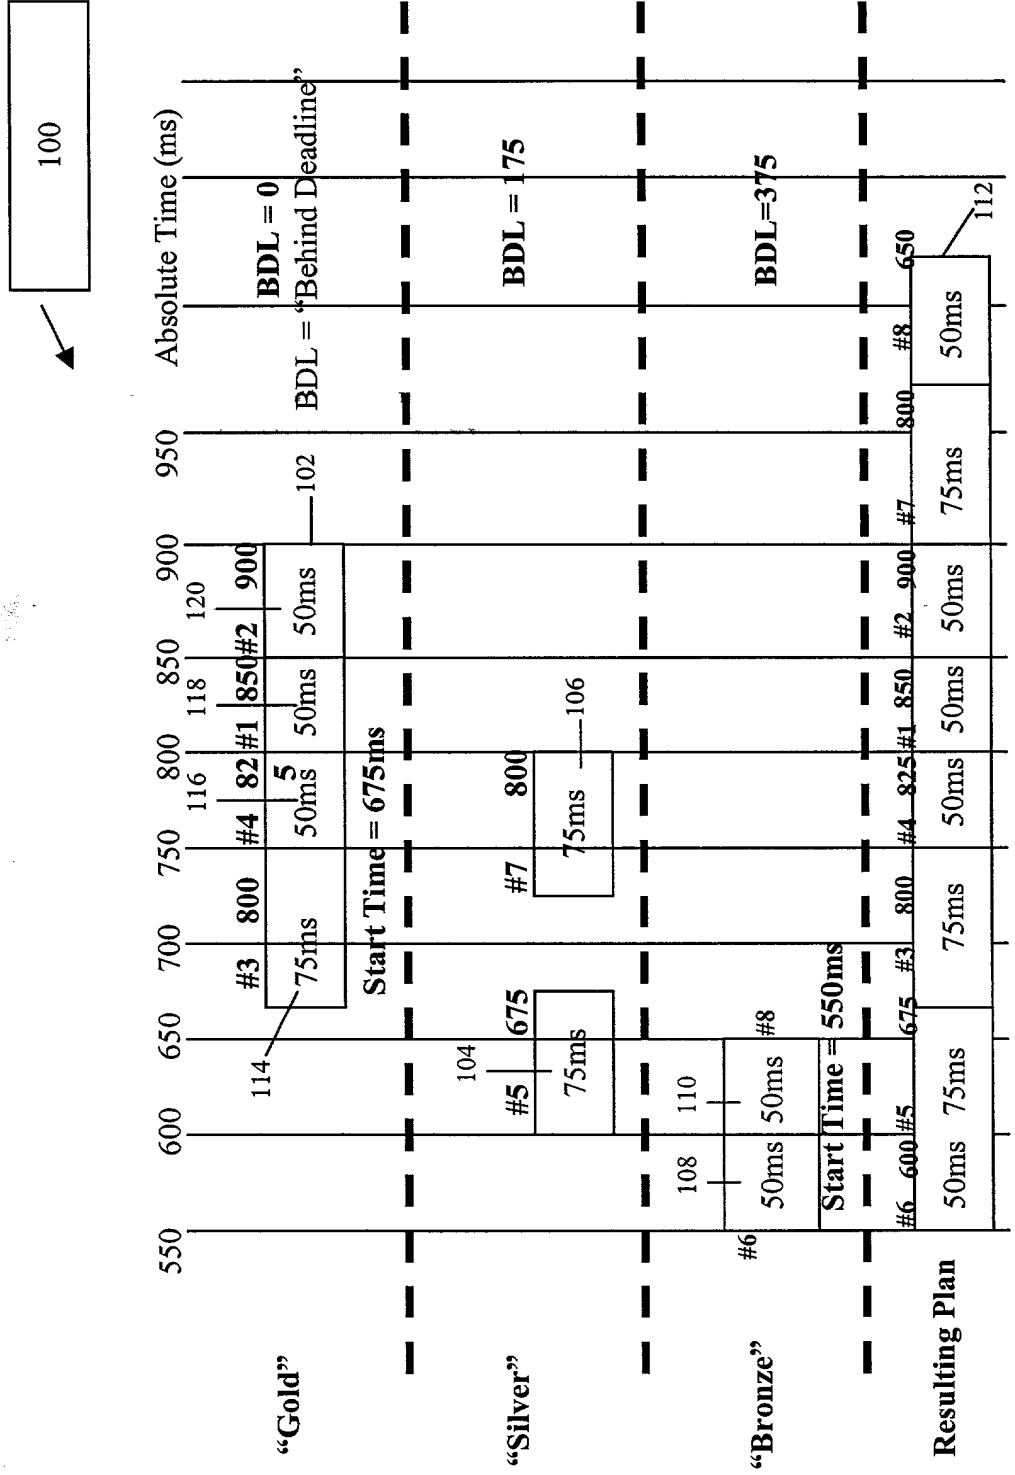 100
Absolute Time (ms)
550
600
650
700
750
800
850
900
950
“Gold”
114
116
118
120
102
#3 800
#4 82
5
#1 850
#2 900
75ms
50ms
50ms
50ms
Start Time = 675ms
BDL = 0
BDL = “Behind Deadline”
“Silver”
104
106
#5 675
#7 800
75ms
75ms
BDL = 175
“Bronze”
108
110
#6
#8
50ms
50ms
Start Time = 550ms
BDL=375
Resulting Plan
#6 600
#5 675
#3 800
#4 825
#1 850
#2 900
#7 800
#8 650
50ms
75ms
75ms
50ms
50ms
50ms
75ms
50ms
112